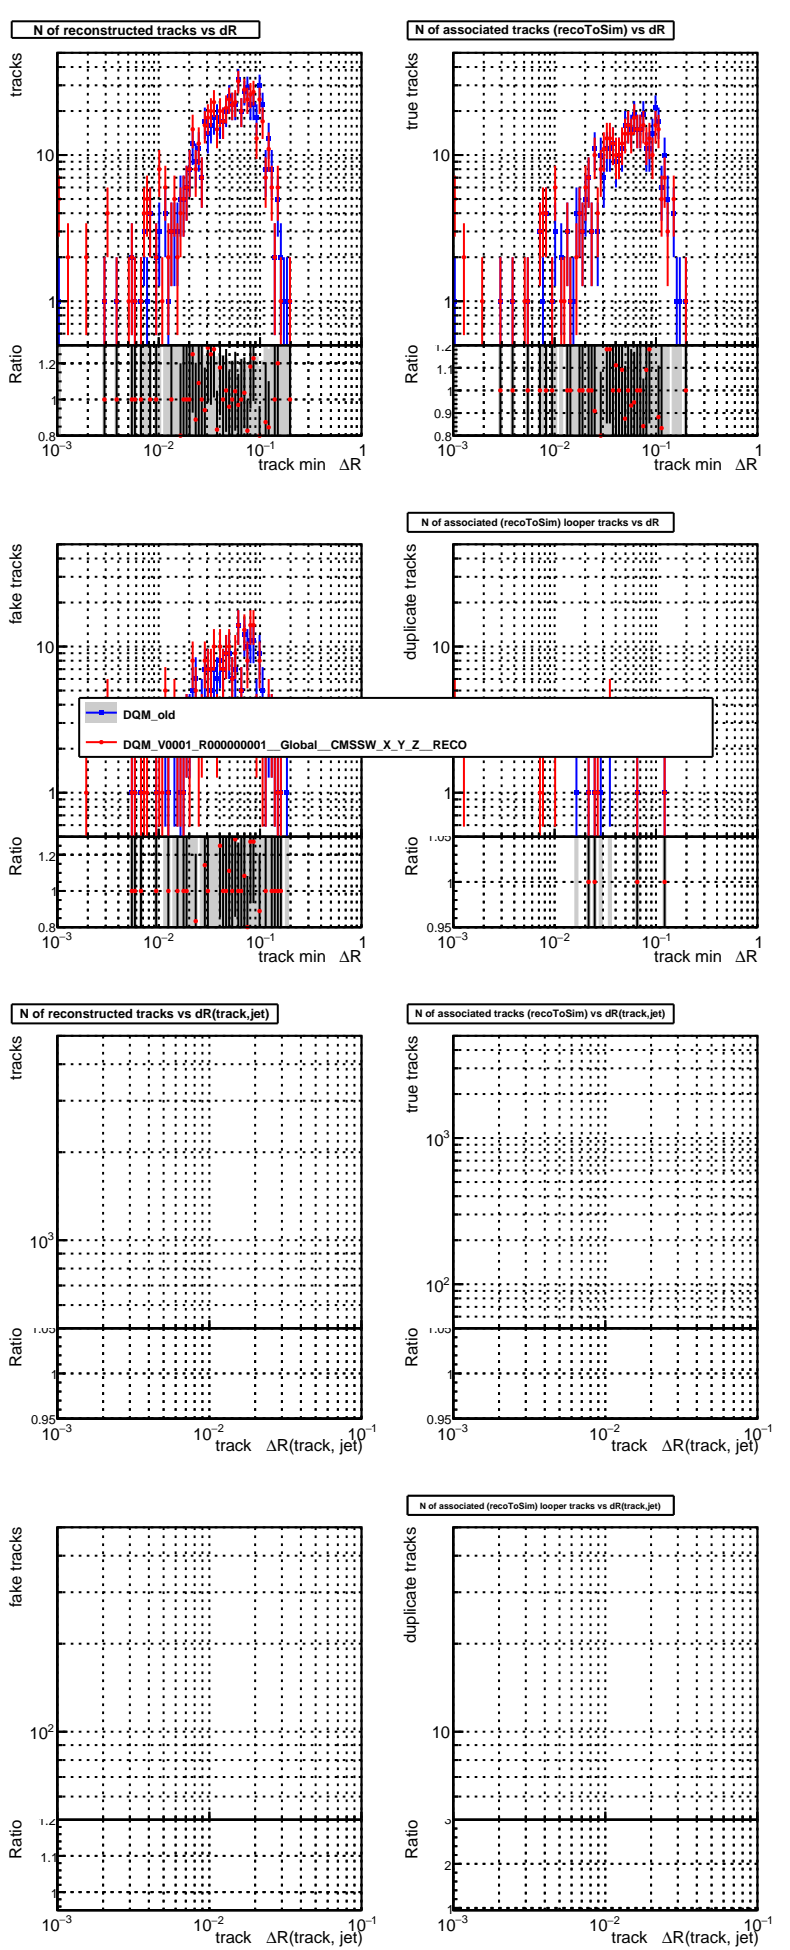 N of reconstructed tracks vs dR
tracks
10
1
Ratio
1.2
1
0.8
10−3 10−2 10−1 1
track min ΔR
N of associated tracks (recoToSim) vs dR
true tracks
10
1
Ratio
1.2
1.1
1
0.9
0.8
10−3 10−2 10−1 1
track min ΔR
fake tracks
10
1
Ratio
1.2
1
0.8
10−3 10−2 10−1 1
track min ΔR
N of associated (recoToSim) looper tracks vs dR
duplicate tracks
10
1
Ratio
1.05
1
0.95
10−3 10−2 10−1 1
track min ΔR
DQM_old
DQM_V0001_R000000001__Global__CMSSW_X_Y_Z__RECO
N of reconstructed tracks vs dR(track,jet)
tracks
103
Ratio
1.05
1
0.95
10−3 10−2 10−1
track ΔR(track, jet)
N of associated tracks (recoToSim) vs dR(track,jet)
true tracks
103
102
Ratio
1.05
1
0.95
10−3 10−2 10−1
track ΔR(track, jet)
fake tracks
102
Ratio
1.2
1.1
1
10−3 10−2 10−1
track ΔR(track, jet)
N of associated (recoToSim) looper tracks vs dR(track,jet)
duplicate tracks
10
Ratio
3
2
1
10−3 10−2 10−1
track ΔR(track, jet)